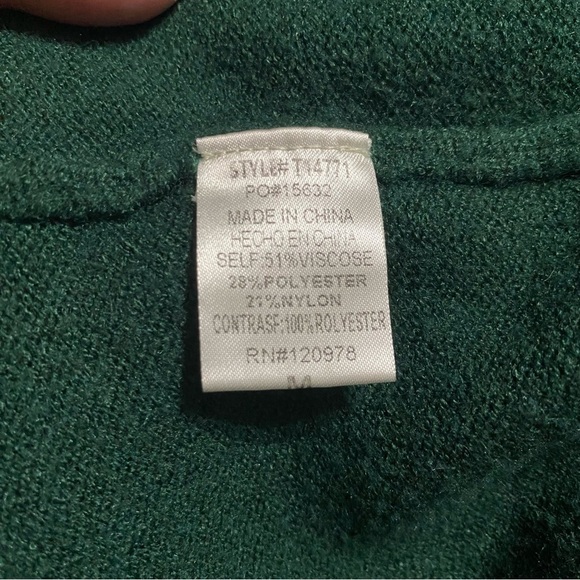 STYLE# T14771
PO#15632
MADE IN CHINA
HECHO EN CHINA
SELF:51%VISCOSE
28%POLYESTER
21%NYLON
CONTRAST:100%POLYESTER
RN#120978
M